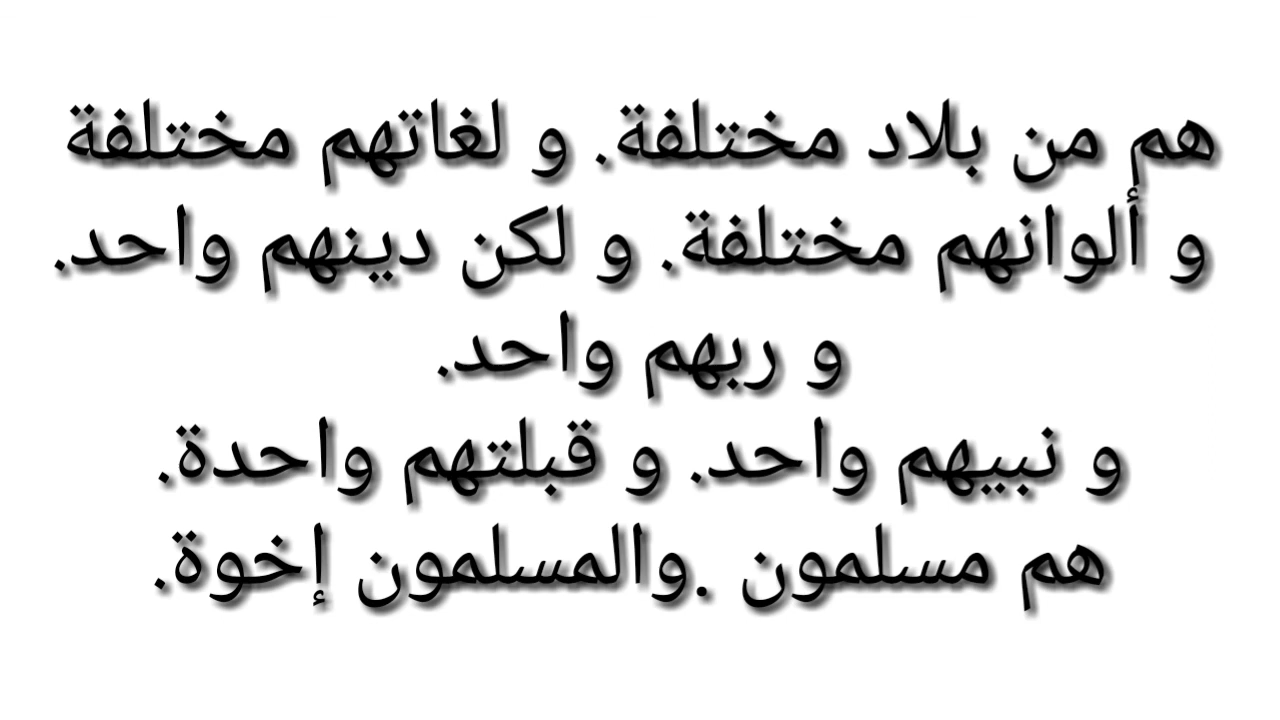 هم من بلاد مختلفة. و لغاتهم مختلفة
و ألوانهم مختلفة. و لكن دينهم واحد.
و ربهم واحد.
و نبيهم واحد. و قبلتهم واحدة.
هم مسلمون .والمسلمون إخوة.